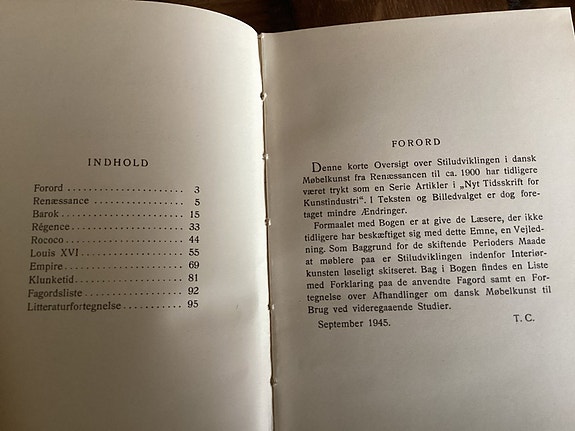 INDHOLD
Forord . . . . . . . . . . . . . . . . . . . . 3
Renæssance . . . . . . . . . . . . . . . . 5
Barok . . . . . . . . . . . . . . . . . . . . 15
Régence . . . . . . . . . . . . . . . . . . 33
Rococo . . . . . . . . . . . . . . . . . . 44
Louis XVI . . . . . . . . . . . . . . . . . 55
Empire . . . . . . . . . . . . . . . . . . . 69
Klunketid . . . . . . . . . . . . . . . . . 81
Fagordsliste . . . . . . . . . . . . . . . 92
Litteraturfortegnelse . . . . . . . . . 95
FORORD
Denne korte Oversigt over Stiludviklingen i dansk
Møbelkunst fra Renæssancen til ca. 1900 har tidligere
været trykt som en Serie Artikler i „Nyt Tidsskrift for
Kunstindustri". I Teksten og Billedvalget er dog fore-
taget mindre Ændringer.
Formaalet med Bogen er at give de Læsere, der ikke
tidligere har beskæftiget sig med dette Emne, en Vejled-
ning. Som Baggrund for de skiftende Perioders Maade
at møblere paa er Stiludviklingen indenfor Interiør-
kunsten løseligt skitseret. Bag i Bogen findes en Liste
med Forklaring paa de anvendte Fagord samt en For-
tegnelse over Afhandlinger om dansk Møbelkunst til
Brug ved videregaaende Studier.
September 1945. T. C.